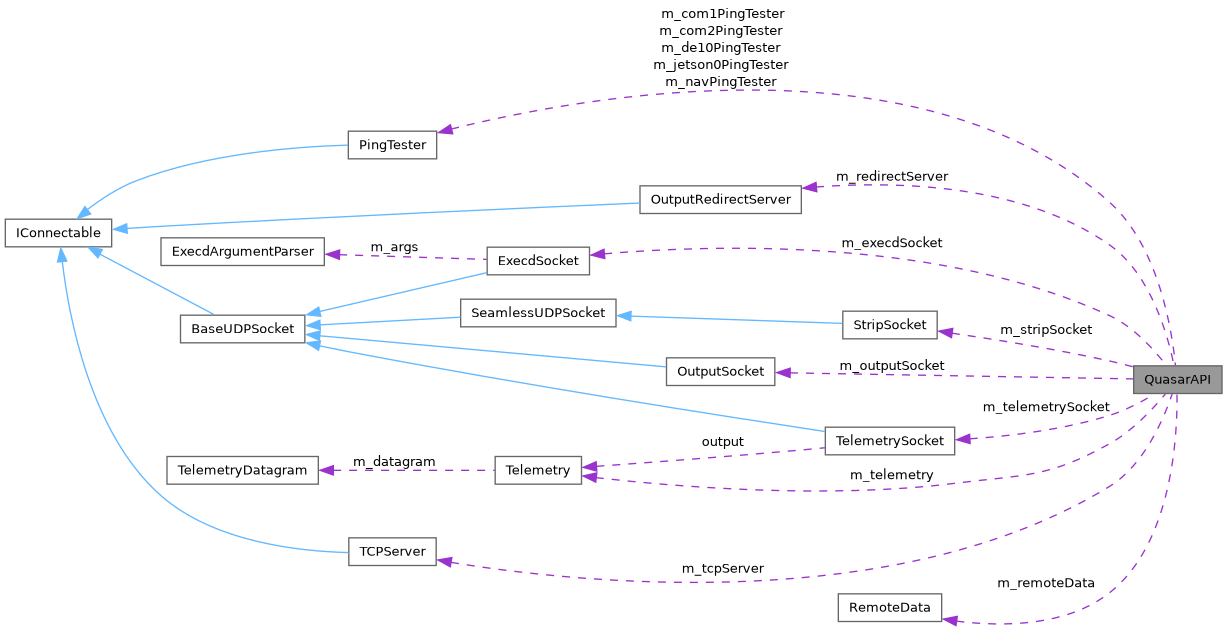 m_com1PingTester
m_com2PingTester
m_de10PingTester
m_jetson0PingTester
m_navPingTester
PingTester
m_redirectServer
OutputRedirectServer
IConnectable
m_execdSocket
m_args
ExecdArgumentParser
ExecdSocket
SeamlessUDPSocket
BaseUDPSocket
StripSocket
m_stripSocket
m_outputSocket
OutputSocket
QuasarAPI
m_telemetrySocket
TelemetrySocket
output
m_datagram
TelemetryDatagram
Telemetry
m_telemetry
TCPServer
m_tcpServer
m_remoteData
RemoteData